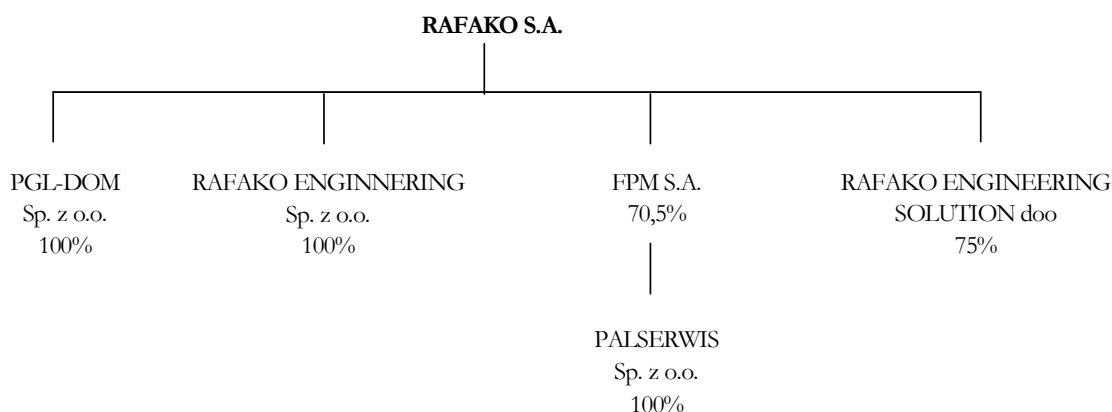 RAFAKO S.A.
PGL-DOM
Sp. z o.o.
100%
RAFAKO ENGINNERING
Sp. z o.o.
100%
FPM S.A.
70,5%
RAFAKO ENGINEERING
SOLUTION doo
75%
PALSERWIS
Sp. z o.o.
100%